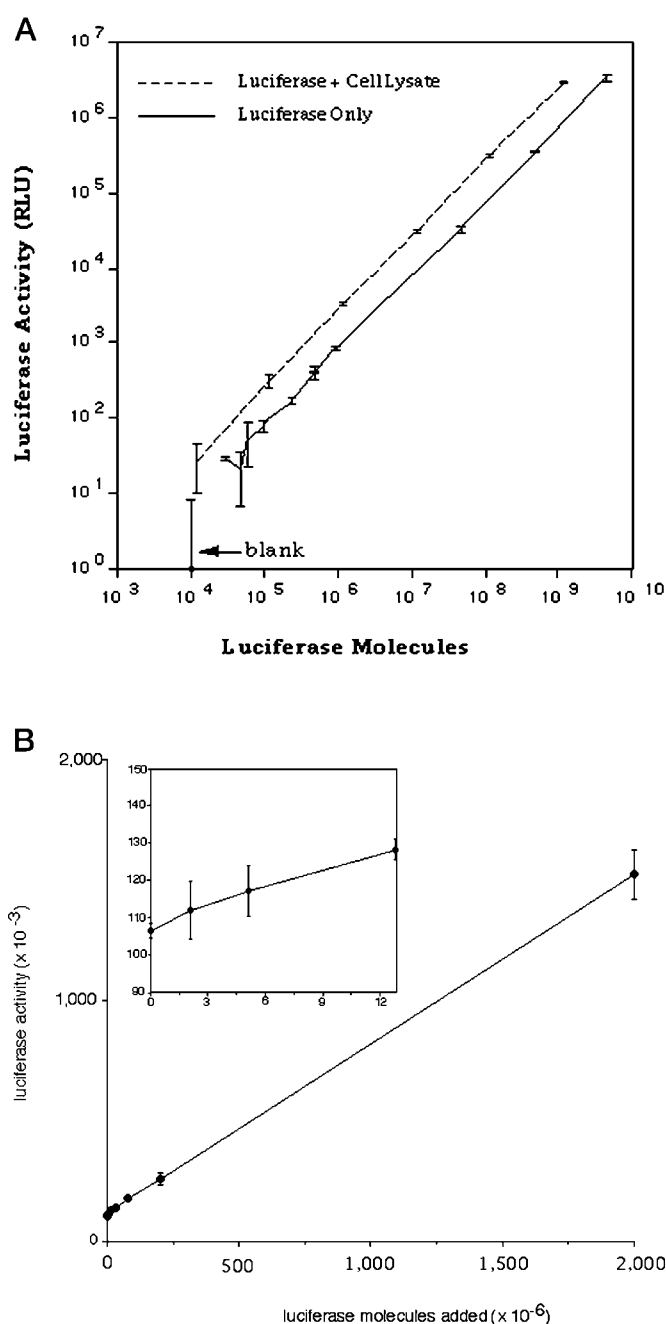 A
Luciferase Activity (RLU)
10^7
10^6
10^5
10^4
10^3
10^2
10^1
10^0
Luciferase + Cell Lysate
Luciferase Only
blank
10^3 10^4 10^5 10^6 10^7 10^8 10^9 10^10
Luciferase Molecules
B
luciferase activity (x 10^-3)
2,000
1,000
0
150
140
130
120
110
100
90
0 3 6 9 12
0 500 1,000 1,500 2,000
luciferase molecules added (x 10^-6)